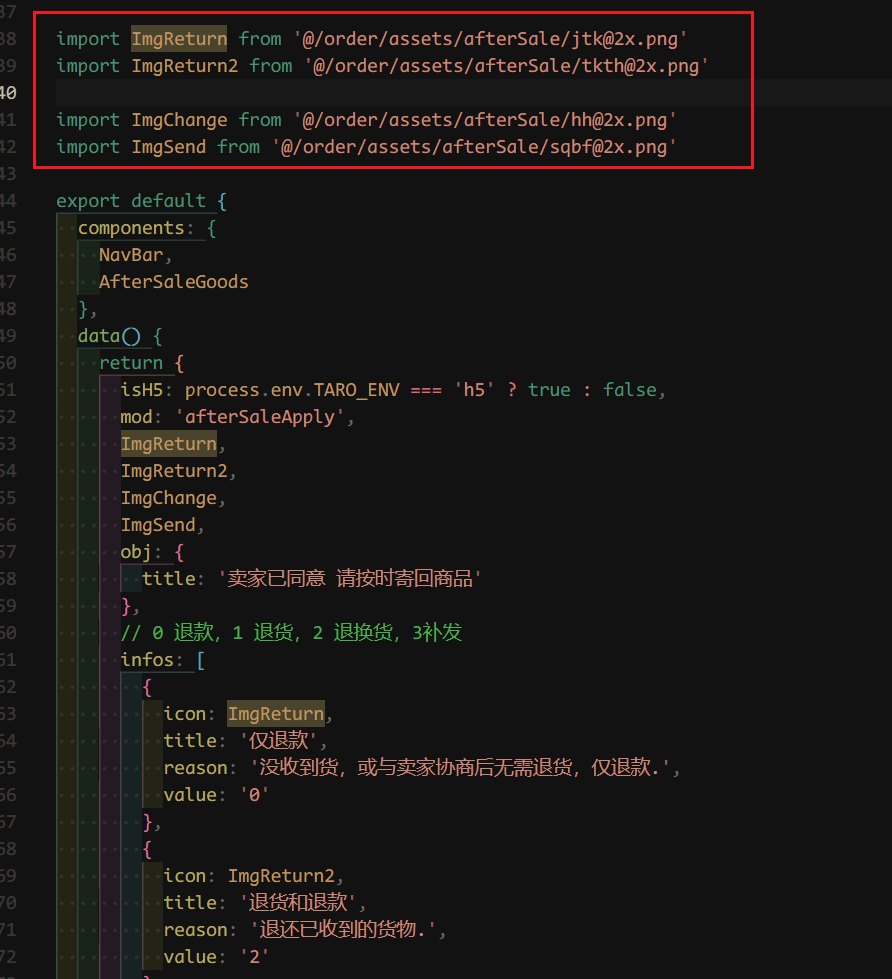 37
38 import ImgReturn from '@/order/assets/afterSale/jtk@2x.png'
39 import ImgReturn2 from '@/order/assets/afterSale/tkth@2x.png'
40
41 import ImgChange from '@/order/assets/afterSale/hh@2x.png'
42 import ImgSend from '@/order/assets/afterSale/sqbf@2x.png'
43
44 export default {
45 components: {
46 NavBar,
47 AfterSaleGoods
48 },
49 data() {
50 return {
51 isH5: process.env.TARO_ENV === 'h5' ? true : false,
52 mod: 'afterSaleApply',
53 ImgReturn,
54 ImgReturn2,
55 ImgChange,
56 ImgSend,
57 obj: {
58 title: '卖家已同意 请按时寄回商品'
59 },
60 // 0 退款，1 退货，2 退换货，3补发
61 infos: [
62 {
63 icon: ImgReturn,
64 title: '仅退款',
65 reason: '没收到货，或与卖家协商后无需退货，仅退款.',
66 value: '0'
67 },
68 {
69 icon: ImgReturn2,
70 title: '退货和退款',
71 reason: '退还已收到的货物.',
72 value: '2'